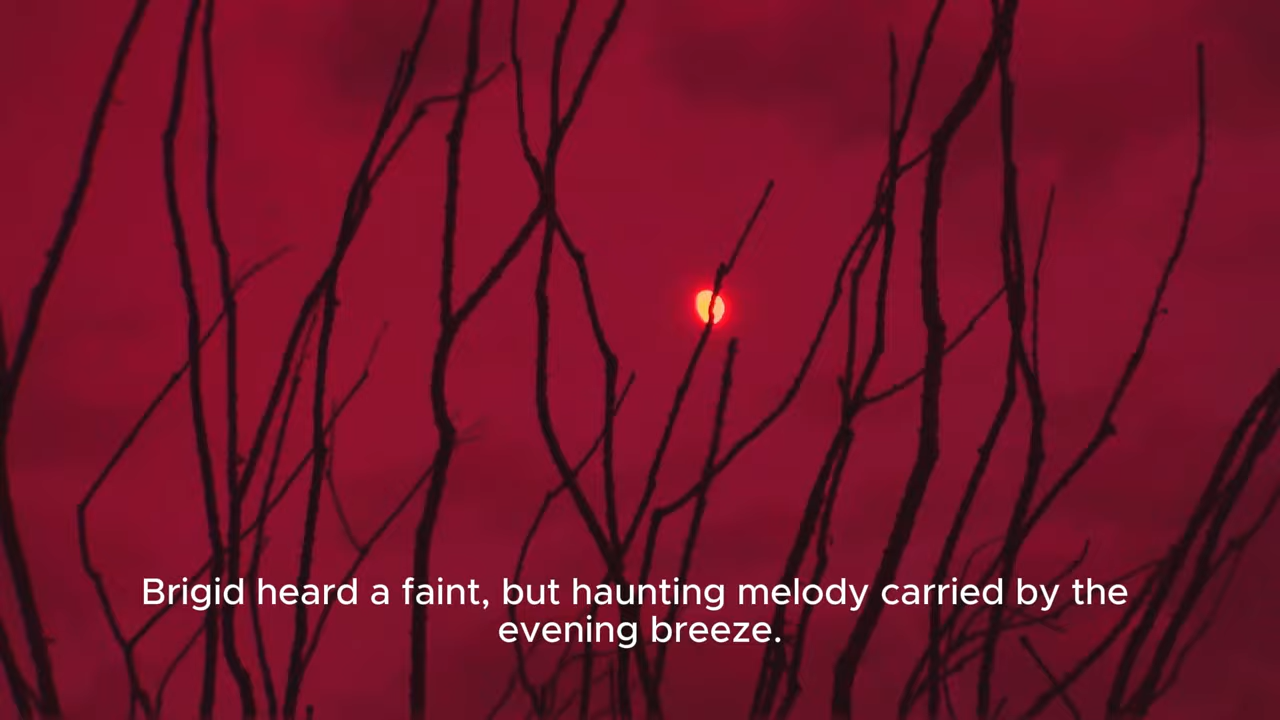 Brigid heard a faint, but haunting melody carried by the
evening breeze.